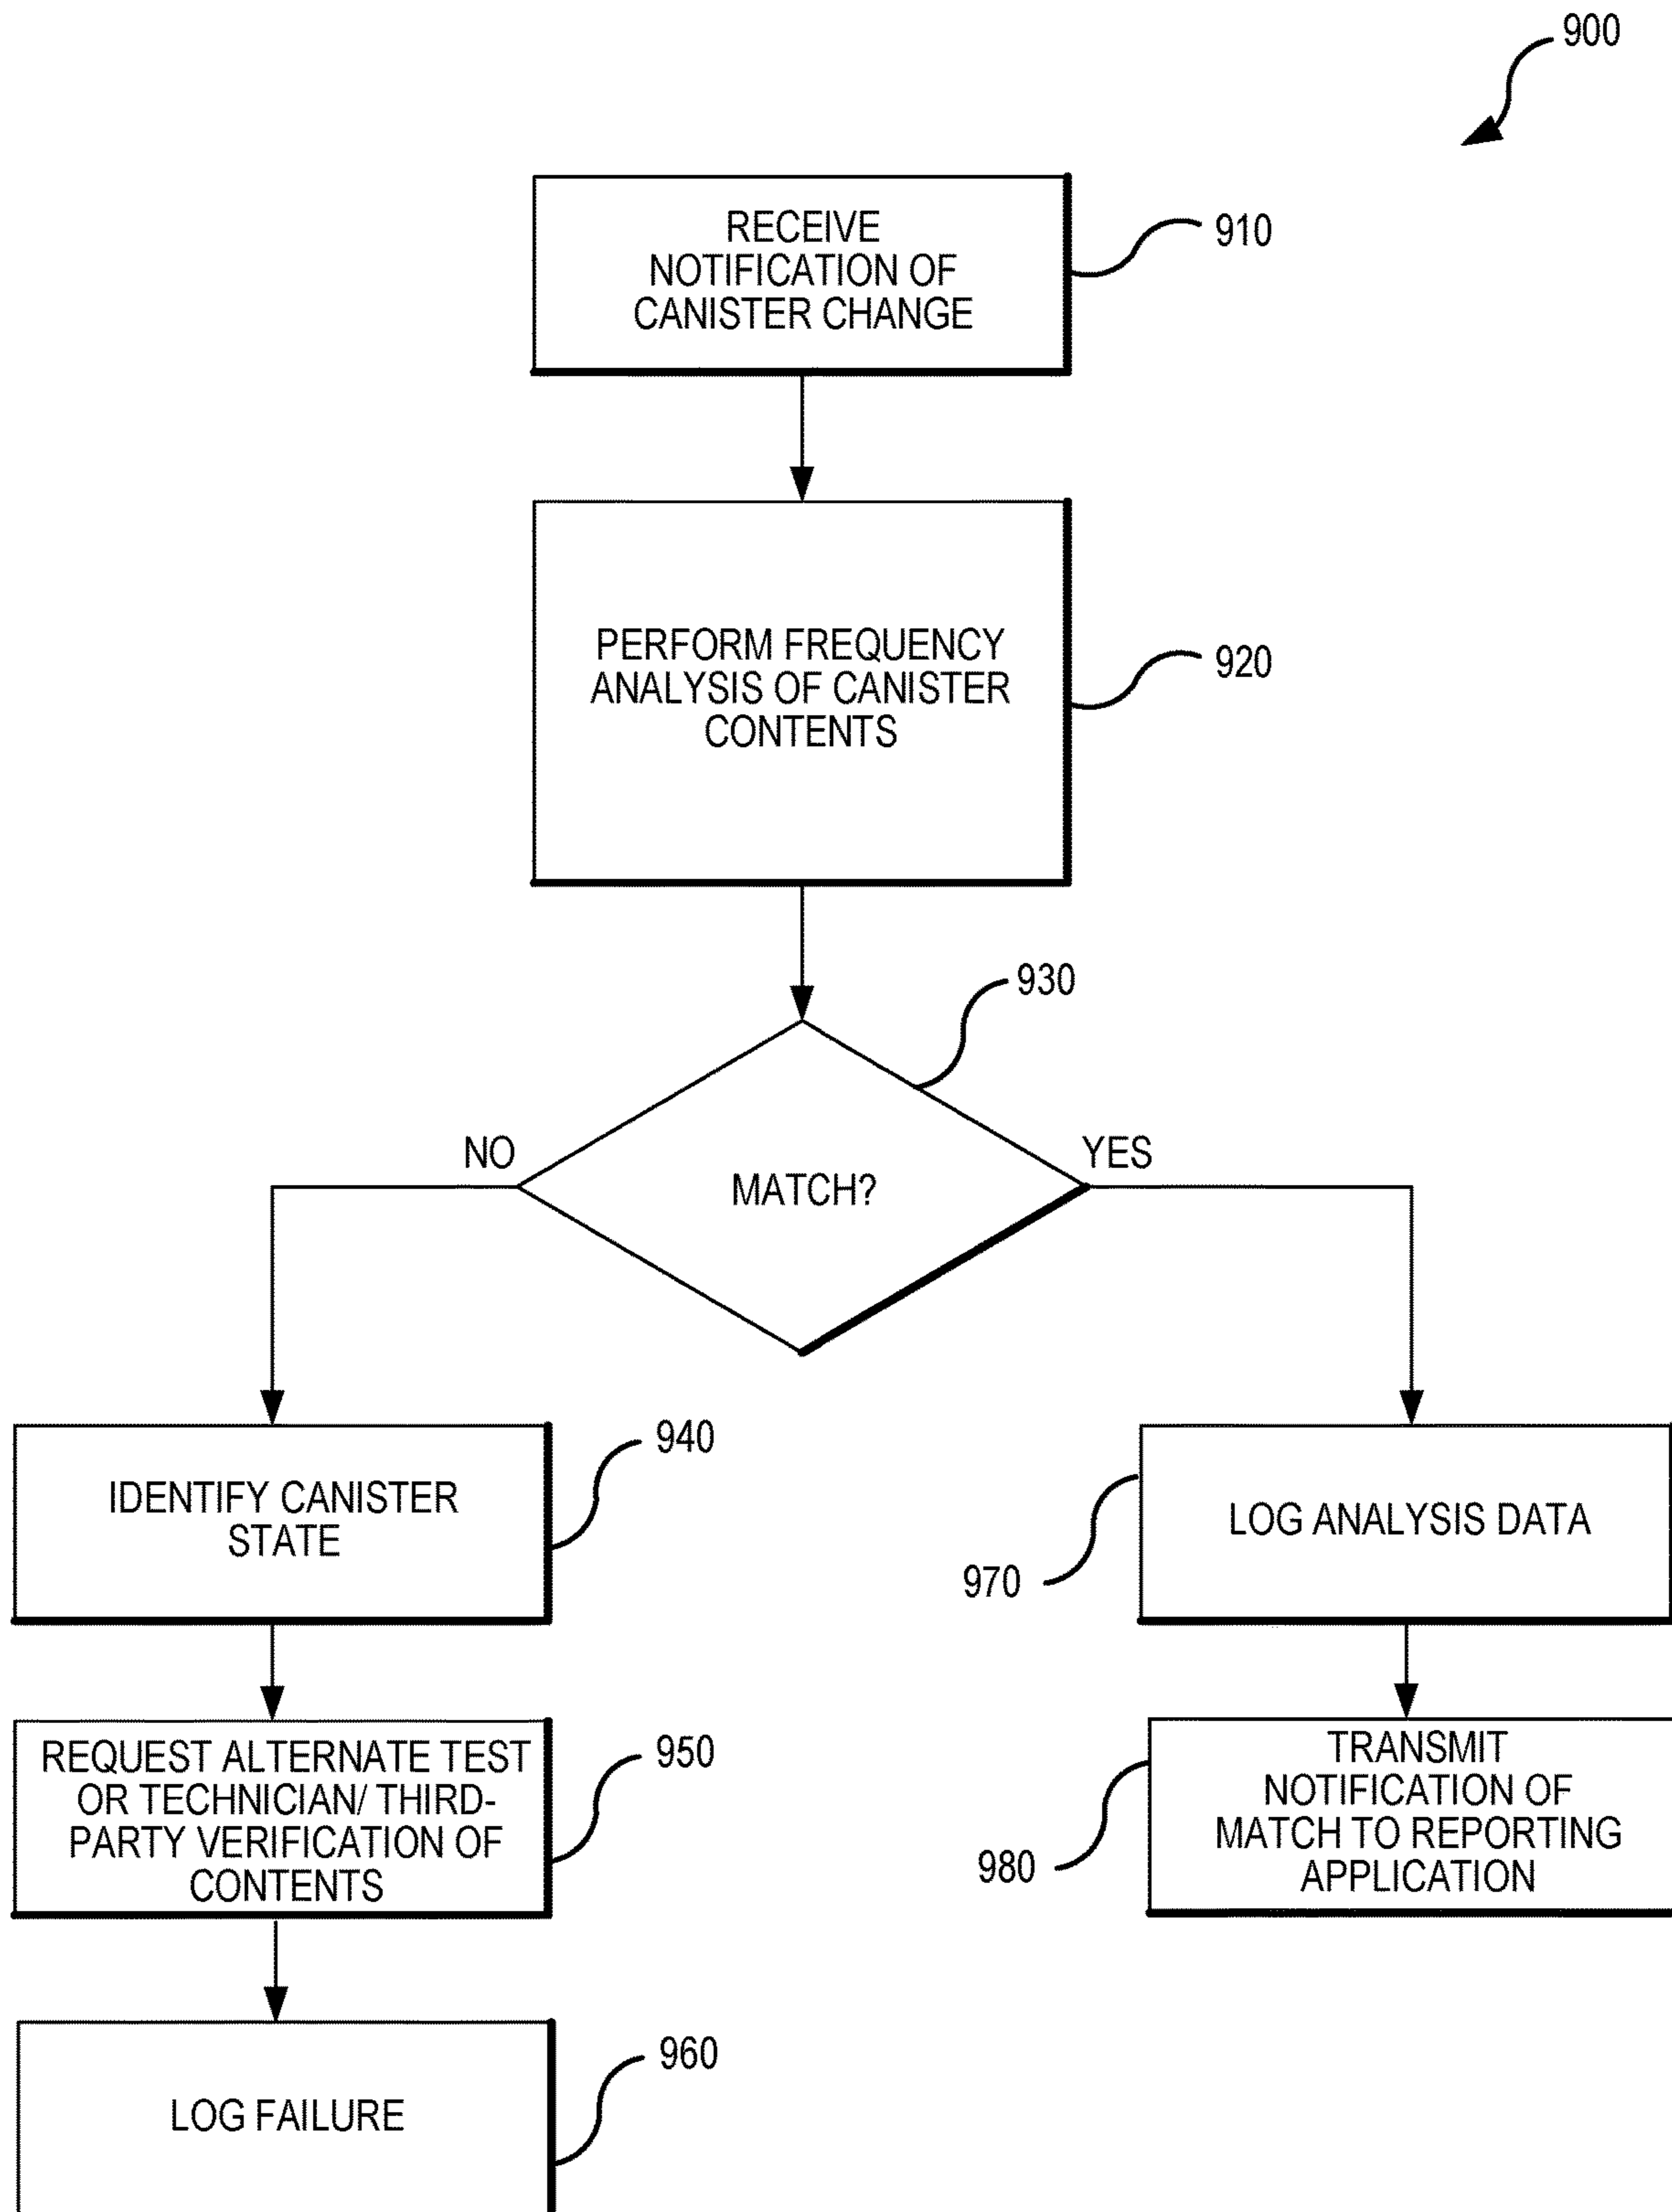 900
RECEIVE
NOTIFICATION OF
CANISTER CHANGE
910
PERFORM FREQUENCY
ANALYSIS OF CANISTER
CONTENTS
920
930
MATCH?
NO
YES
IDENTIFY CANISTER
STATE
940
REQUEST ALTERNATE TEST
OR TECHNICIAN/ THIRD-
PARTY VERIFICATION OF
CONTENTS
950
LOG FAILURE
960
LOG ANALYSIS DATA
970
TRANSMIT
NOTIFICATION OF
MATCH TO REPORTING
APPLICATION
980